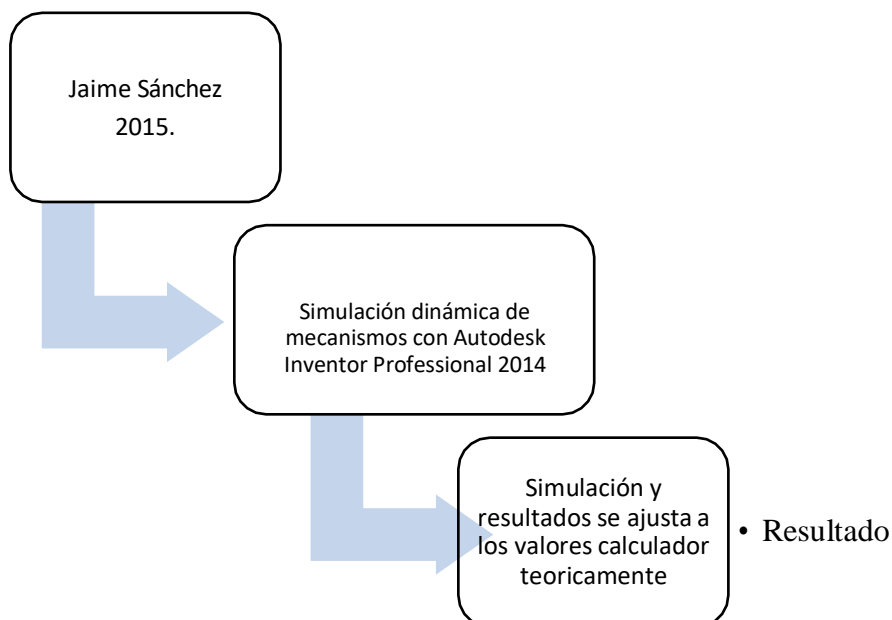 Jaime Sánchez
2015.
Simulación dinámica de
mecanismos con Autodesk
Inventor Professional 2014
Simulación y
resultados se ajusta a
los valores calculador
teoricamente
• Resultado